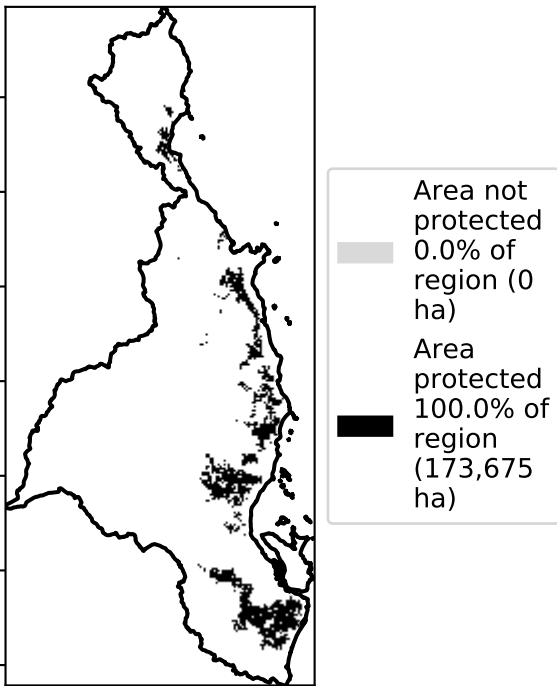 Area not
protected
0.0% of
region (0
ha)
Area
protected
100.0% of
region
(173,675
ha)